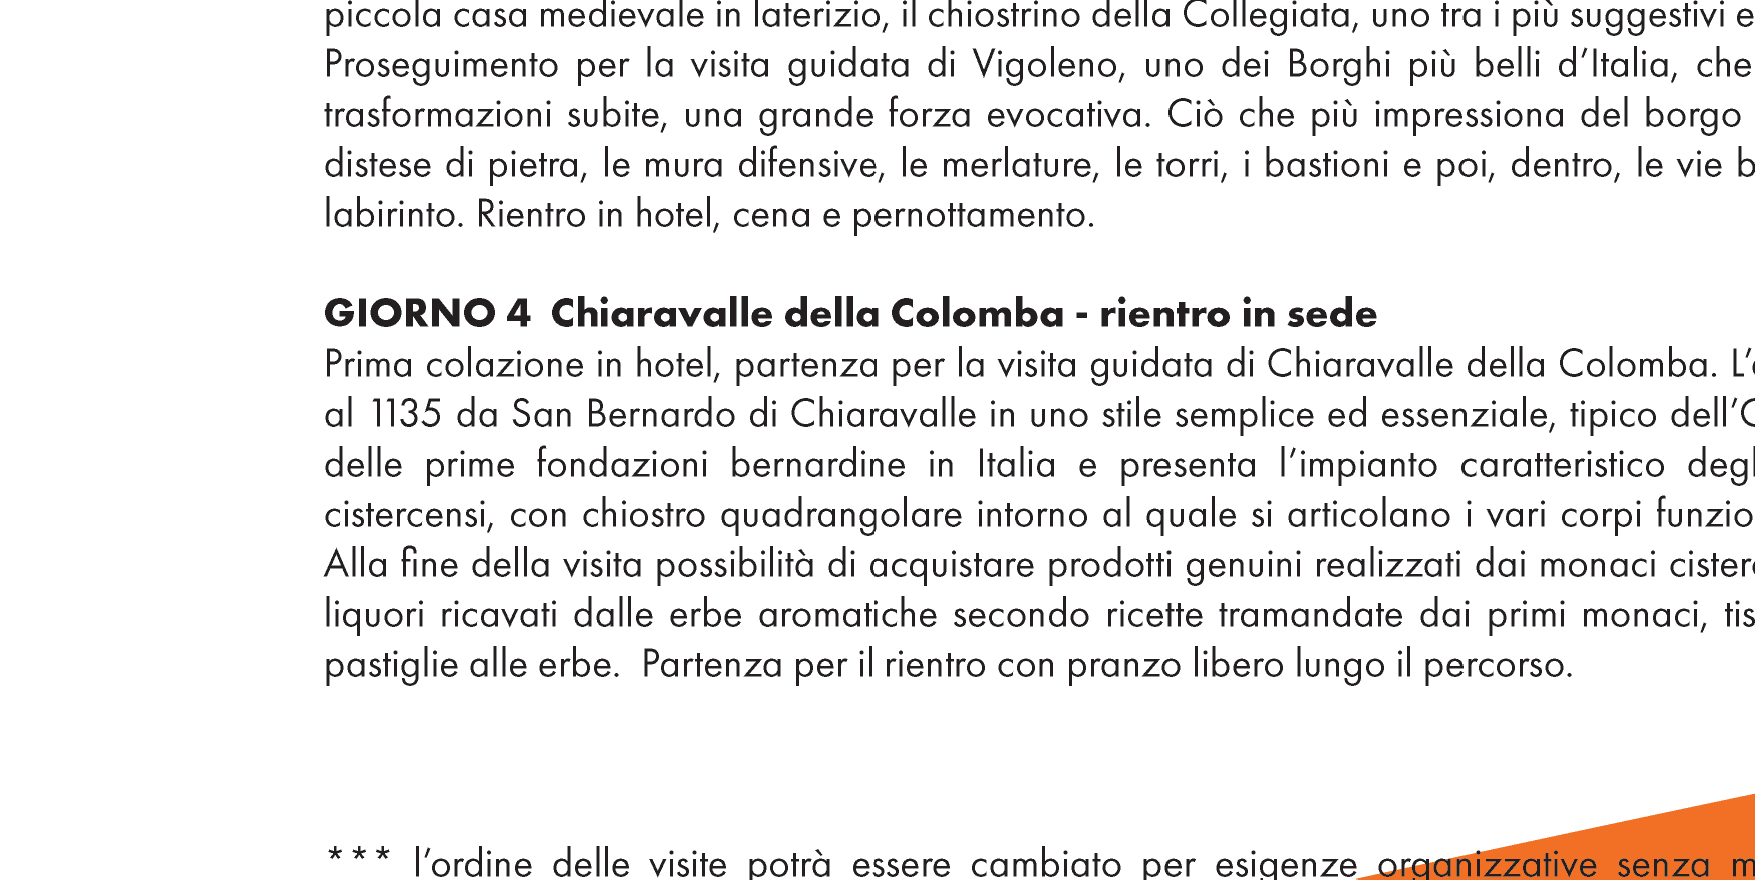 piccola casa medievale in laterizio, il chiostrino della Collegiata, uno tra i più suggestivi e
Proseguimento per la visita guidata di Vigoleno, uno dei Borghi più belli d’Italia, che
trasformazioni subite, una grande forza evocativa. Ciò che più impressiona del borgo
distese di pietra, le mura difensive, le merlature, le torri, i bastioni e poi, dentro, le vie b
labirinto. Rientro in hotel, cena e pernottamento.
GIORNO 4 Chiaravalle della Colomba - rientro in sede
Prima colazione in hotel, partenza per la visita guidata di Chiaravalle della Colomba. L’
al 1135 da San Bernardo di Chiaravalle in uno stile semplice ed essenziale, tipico dell’C
delle prime fondazioni bernardine in Italia e presenta l’impianto caratteristico degl
cistercensi, con chiostro quadrangolare intorno al quale si articolano i vari corpi funzio
Alla fine della visita possibilità di acquistare prodotti genuini realizzati dai monaci cisterc
liquori ricavati dalle erbe aromatiche secondo ricette tramandate dai primi monaci, tis
pastiglie alle erbe. Partenza per il rientro con pranzo libero lungo il percorso.
*** l’ordine delle visite potrà essere cambiato per esigenze organizzative senza m